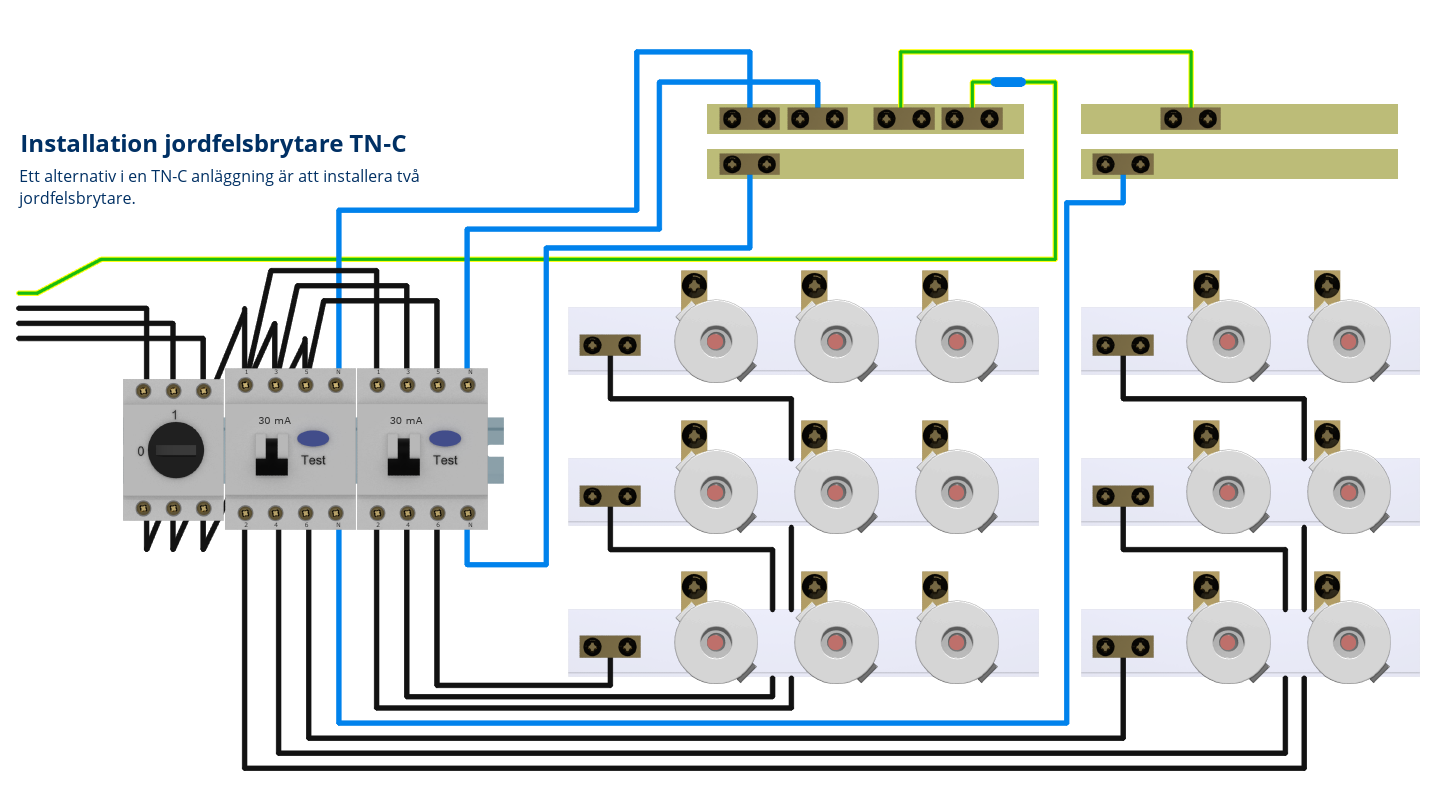 Installation jordfelsbrytare TN-C
Ett alternativ i en TN-C anläggning är att installera två
jordfelsbrytare.
1 3 5 N
1 3 5 N
1
0
30 mA
Test
30 mA
Test
2 4 6 N
2 4 6 N